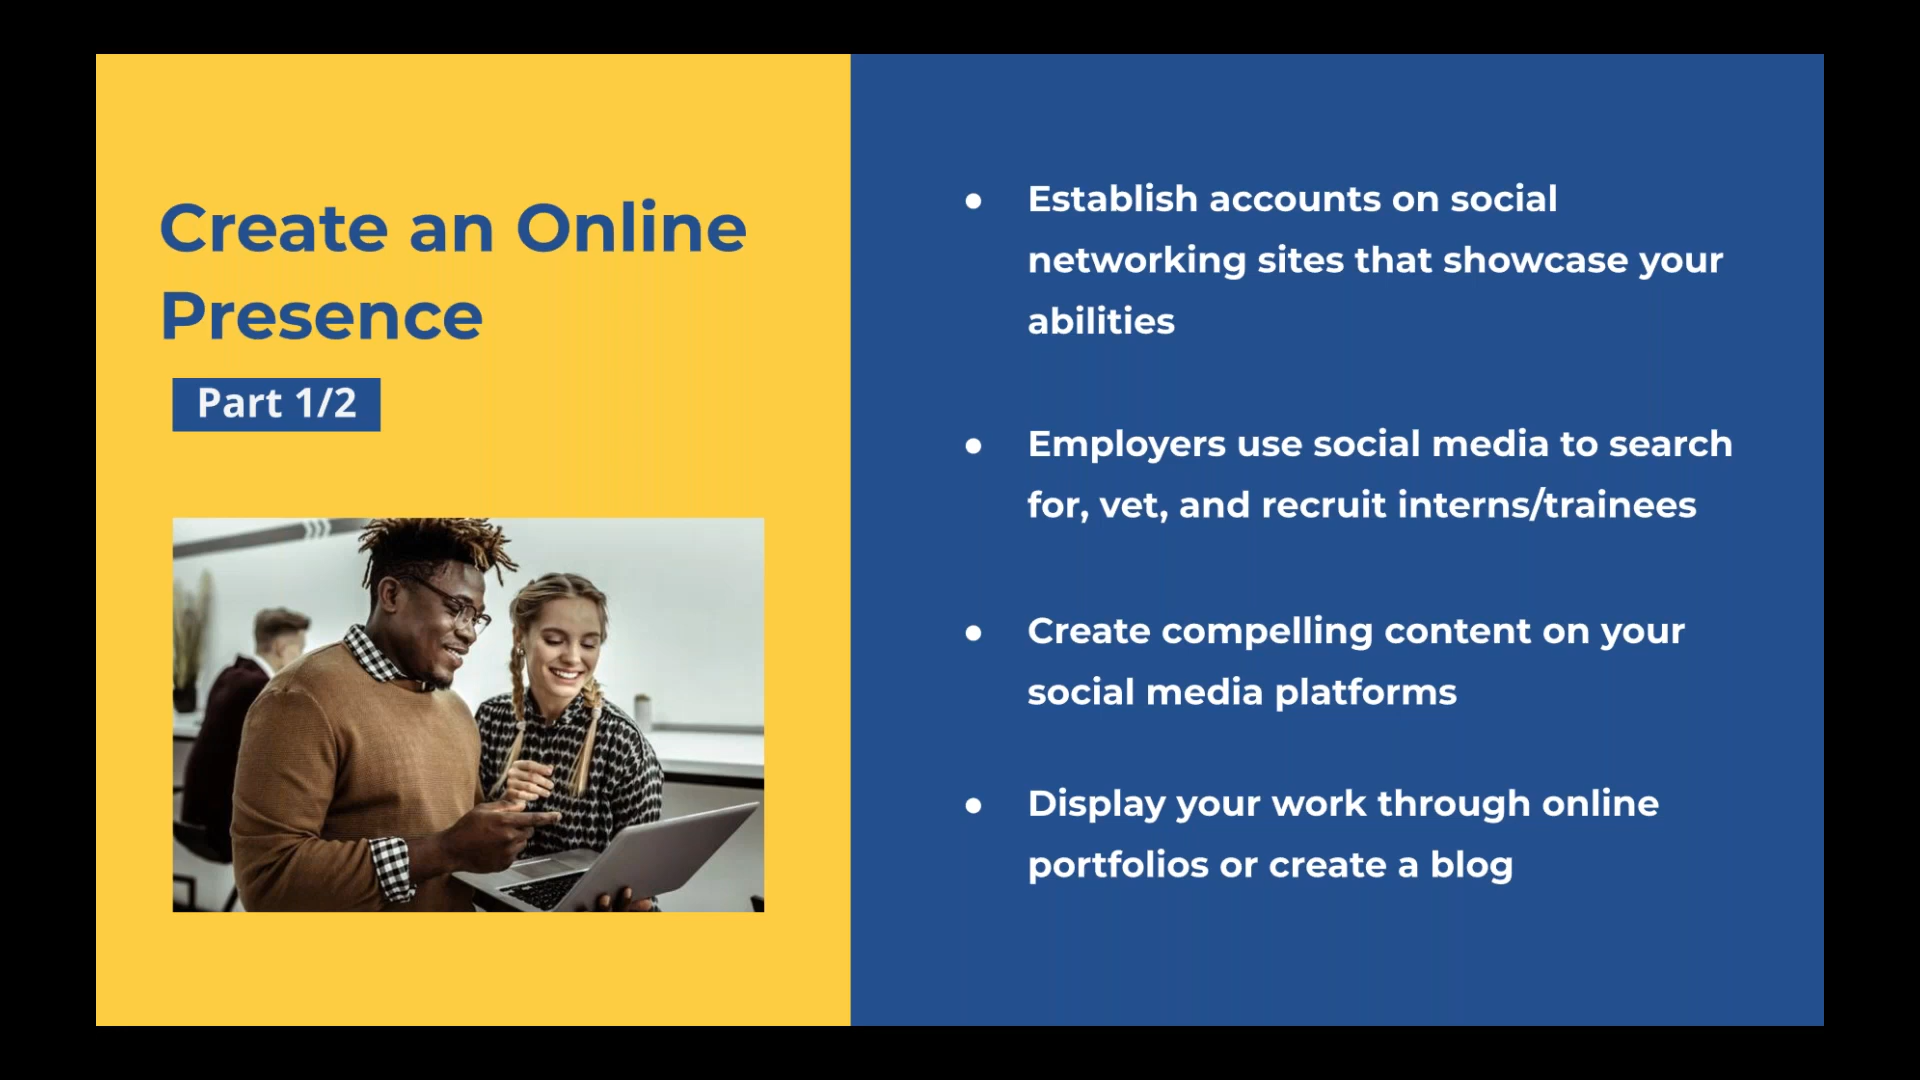 Create an Online
Presence
Part 1/2
● Establish accounts on social
networking sites that showcase your
abilities
● Employers use social media to search
for, vet, and recruit interns/trainees
● Create compelling content on your
social media platforms
● Display your work through online
portfolios or create a blog